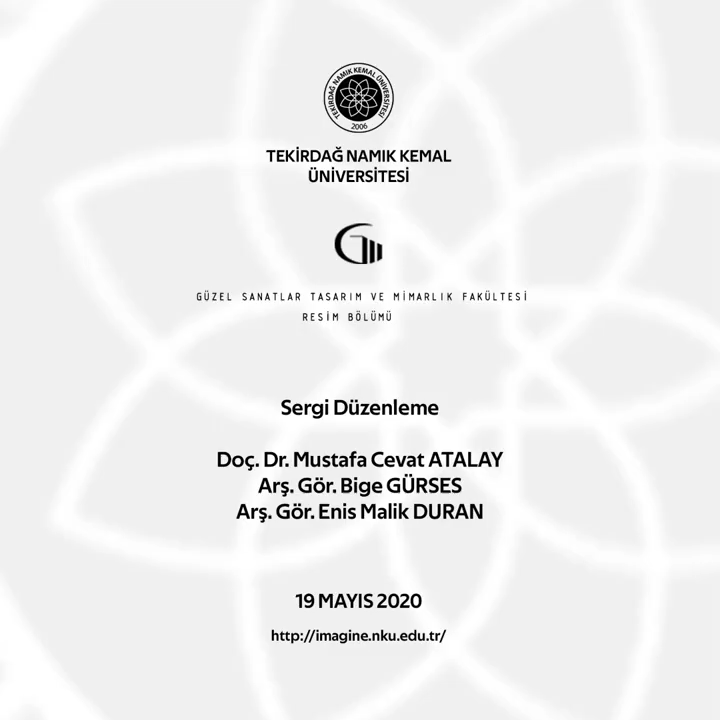 TEKİRDAĞ NAMIK KEMAL ÜNİVERSİTESİ
2006
TEKİRDAĞ NAMIK KEMAL
ÜNİVERSİTESİ
GÜZEL SANATLAR TASARIM VE MİMARLIK FAKÜLTESİ
RESİM BÖLÜMÜ
Sergi Düzenleme
Doç. Dr. Mustafa Cevat ATALAY
Arş. Gör. Bige GÜRSES
Arş. Gör. Enis Malik DURAN
19 MAYIS 2020
http://imagine.nku.edu.tr/